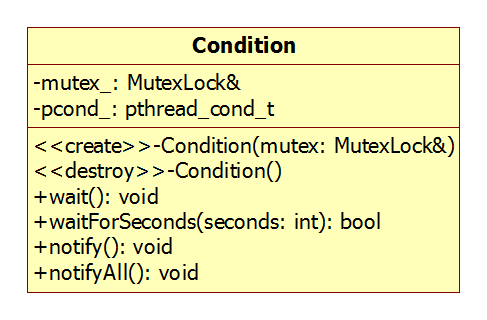 Condition
-mutex_: MutexLock&
-pcond_: pthread_cond_t
<<create>>-Condition(mutex: MutexLock&)
<<destroy>>-Condition()
+wait(): void
+waitForSeconds(seconds: int): bool
+notify(): void
+notifyAll(): void